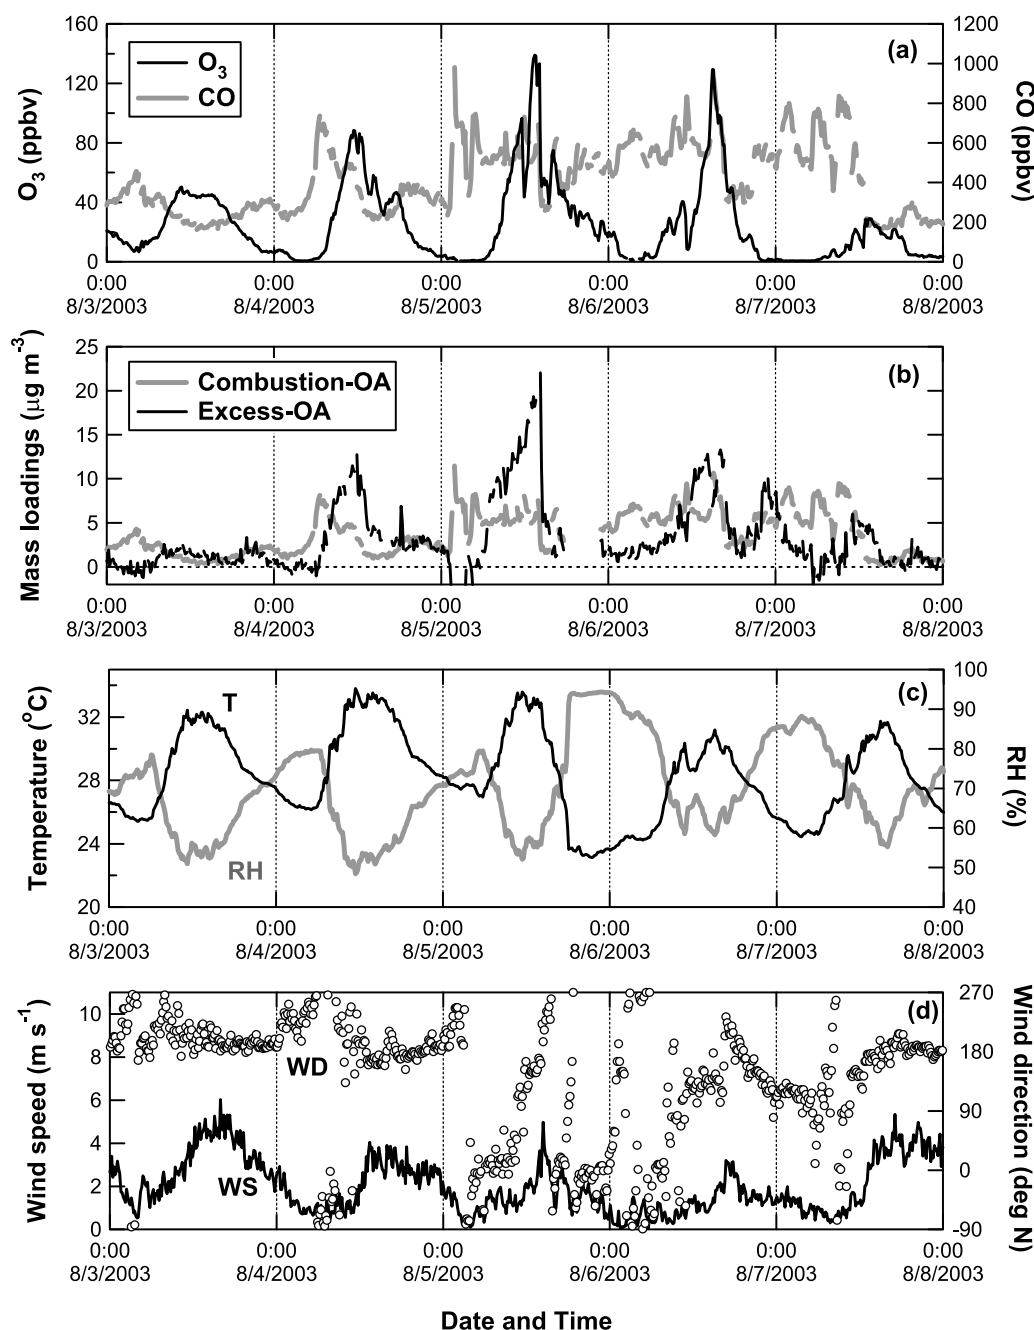 160
120
80
40
0
O3 (ppbv)
(a)
O3
CO
1200
1000
800
600
400
200
0
CO (ppbv)
0:00 0:00 0:00 0:00 0:00 0:00
8/3/2003 8/4/2003 8/5/2003 8/6/2003 8/7/2003 8/8/2003
25
20
15
10
5
0
Mass loadings (μg m-3)
(b)
Combustion-OA
Excess-OA
0:00 0:00 0:00 0:00 0:00 0:00
8/3/2003 8/4/2003 8/5/2003 8/6/2003 8/7/2003 8/8/2003
32
28
24
20
Temperature (oC)
T
RH
(c)
100
90
80
70
60
50
40
RH (%)
0:00 0:00 0:00 0:00 0:00 0:00
8/3/2003 8/4/2003 8/5/2003 8/6/2003 8/7/2003 8/8/2003
10
8
6
4
2
0
Wind speed (m s-1)
WD
WS
(d)
270
180
90
0
-90
Wind direction (deg N)
0:00 0:00 0:00 0:00 0:00 0:00
8/3/2003 8/4/2003 8/5/2003 8/6/2003 8/7/2003 8/8/2003
Date and Time